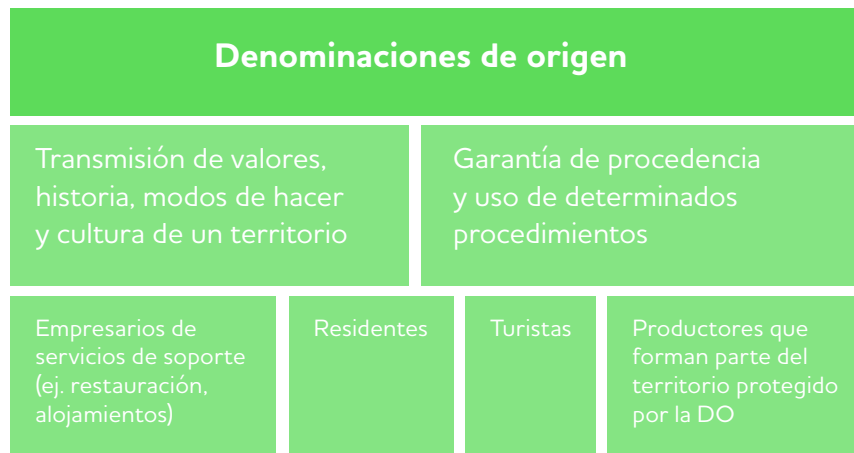 Denominaciones de origen
Transmisión de valores,
historia, modos de hacer
y cultura de un territorio
Garantía de procedencia
y uso de determinados
procedimientos
Empresarios de
servicios de soporte
(ej. restauración,
alojamientos)
Residentes
Turistas
Productores que
forman parte del
territorio protegido
por la DO